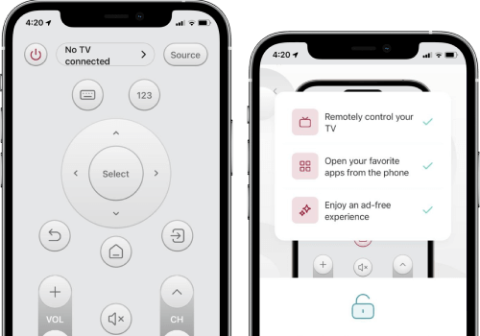 4:20
No TV
connected
Source
123
Select
VOL
CH
4:20
Remotely control your
TV
Open your favorite
apps from the phone
Enjoy an ad-free
experience